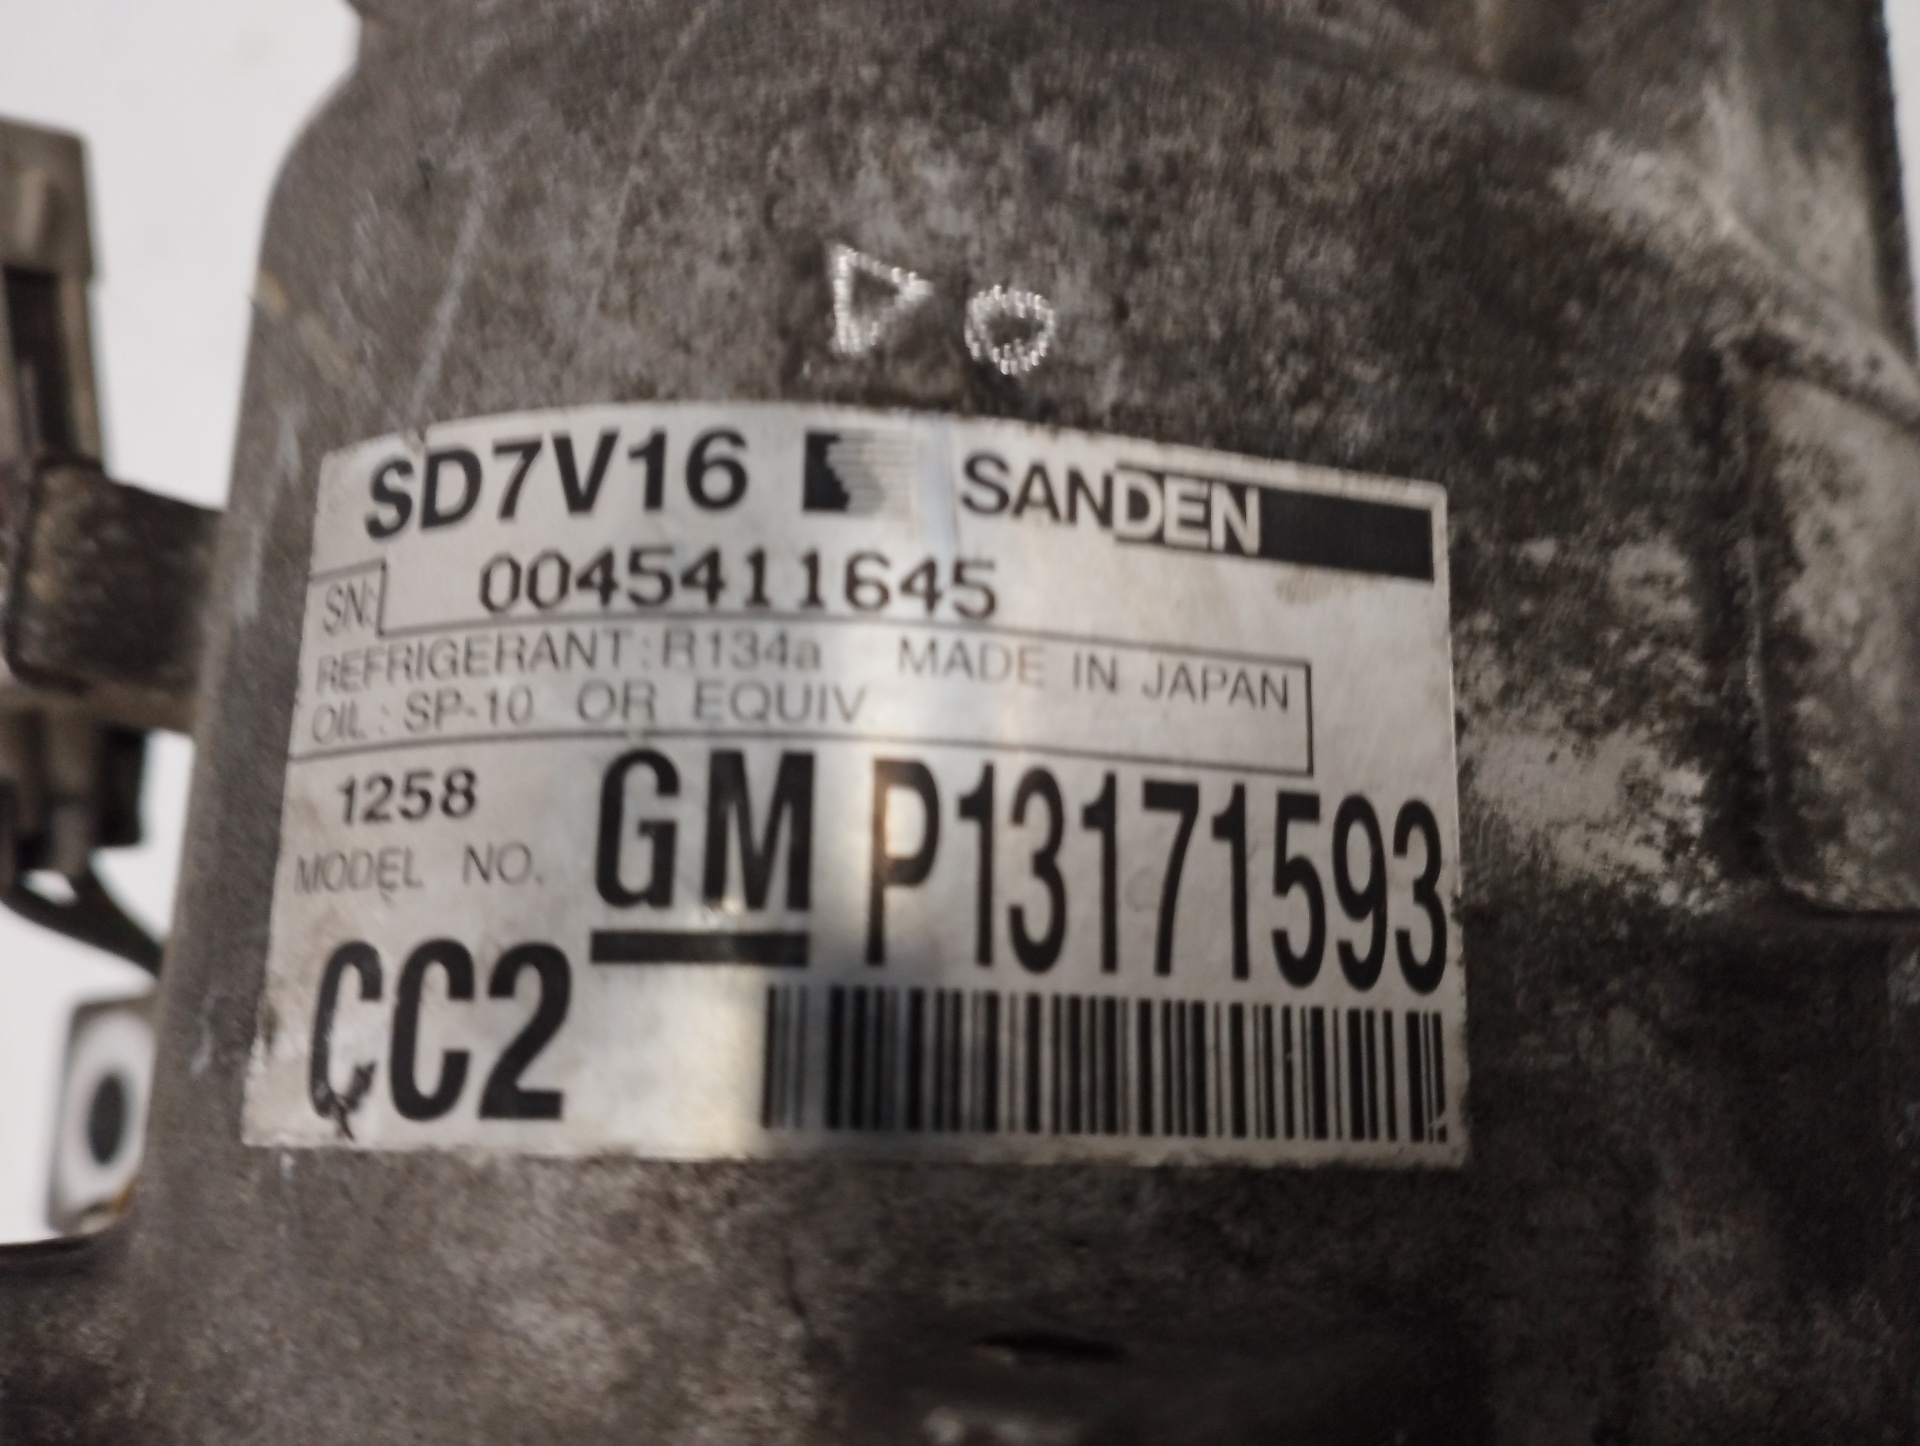 SD7V16 SANDEN
SN: 0045411645
REFRIGERANT: R134a MADE IN JAPAN
OIL: SP-10 OR EQUIV.
1258
MODEL NO.
GM P13171593
CC2